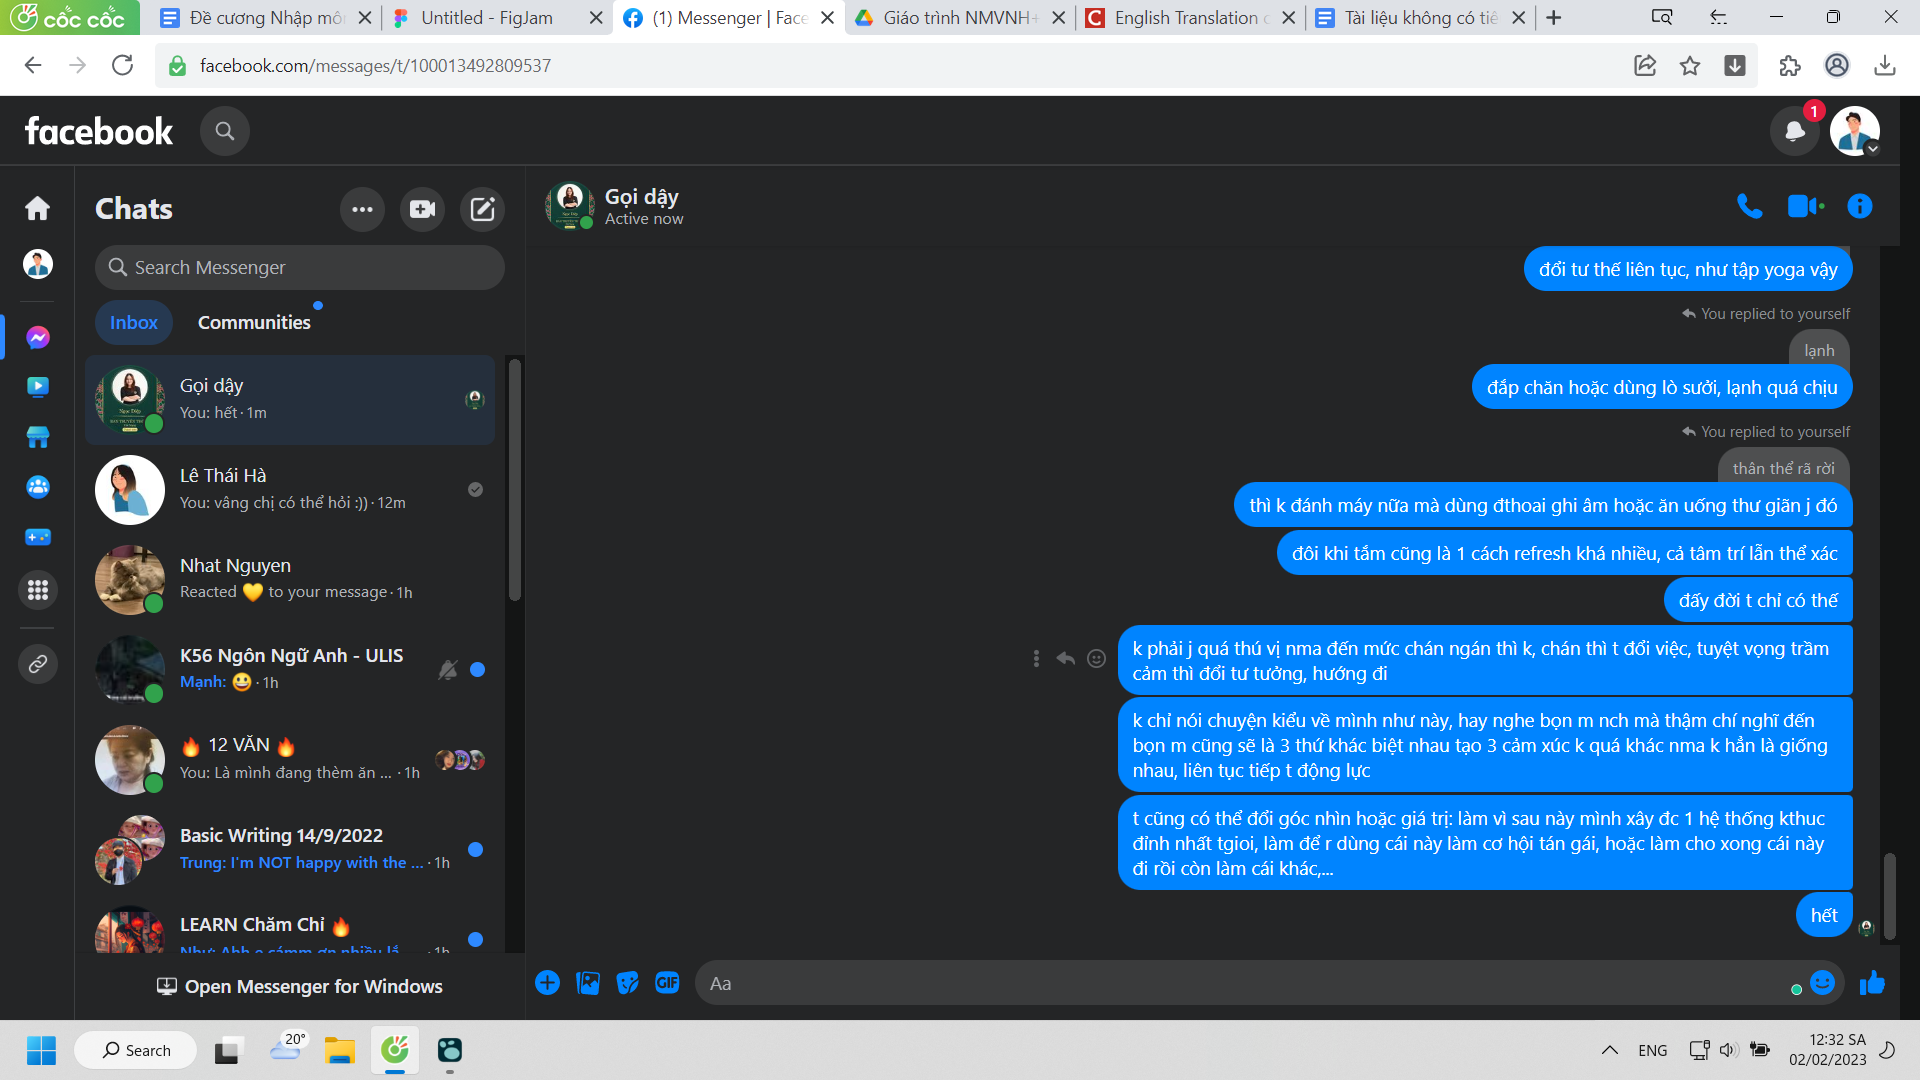 cốc cốc
Đề cương Nhập môn
Untitled - FigJam
(1) Messenger | Face
Giáo trình NMVNH+
English Translation o
Tài liệu không có tiê
facebook.com/messages/t/100013492809537
facebook
1
Chats
Search Messenger
Inbox
Communities
Gọi dậy
You: hết · 1m
Lê Thái Hà
You: vâng chị có thể hỏi :)) · 12m
Nhat Nguyen
Reacted 💛 to your message · 1h
K56 Ngôn Ngữ Anh - ULIS
Mạnh: 😃 · 1h
🔥 12 VĂN 🔥
You: Là mình đang thèm ăn ... · 1h
Basic Writing 14/9/2022
Trung: I'm NOT happy with the ... · 1h
LEARN Chăm Chỉ 🔥
Như: Ahh e cámm ơn nhiều lắ... · 1h
Open Messenger for Windows
Gọi dậy
Active now
đổi tư thế liên tục, như tập yoga vậy
You replied to yourself
lạnh
đắp chăn hoặc dùng lò sưởi, lạnh quá chịu
You replied to yourself
thân thể rã rời
thì k đánh máy nữa mà dùng đthoai ghi âm hoặc ăn uống thư giãn j đó
đôi khi tắm cũng là 1 cách refresh khá nhiều, cả tâm trí lẫn thể xác
đấy đời t chỉ có thế
k phải j quá thú vị nma đến mức chán ngán thì k, chán thì t đổi việc, tuyệt vọng trầm
cảm thì đổi tư tưởng, hướng đi
k chỉ nói chuyện kiểu về mình như này, hay nghe bọn m nch mà thậm chí nghĩ đến
bọn m cũng sẽ là 3 thứ khác biệt nhau tạo 3 cảm xúc k quá khác nma k hẳn là giống
nhau, liên tục tiếp t động lực
t cũng có thể đổi góc nhìn hoặc giá trị: làm vì sau này mình xây đc 1 hệ thống kthuc
đỉnh nhất tgioi, làm để r dùng cái này làm cơ hội tán gái, hoặc làm cho xong cái này
đi rồi còn làm cái khác,...
hết
GIF
Aa
Search
20°
ENG
12:32 SA
02/02/2023